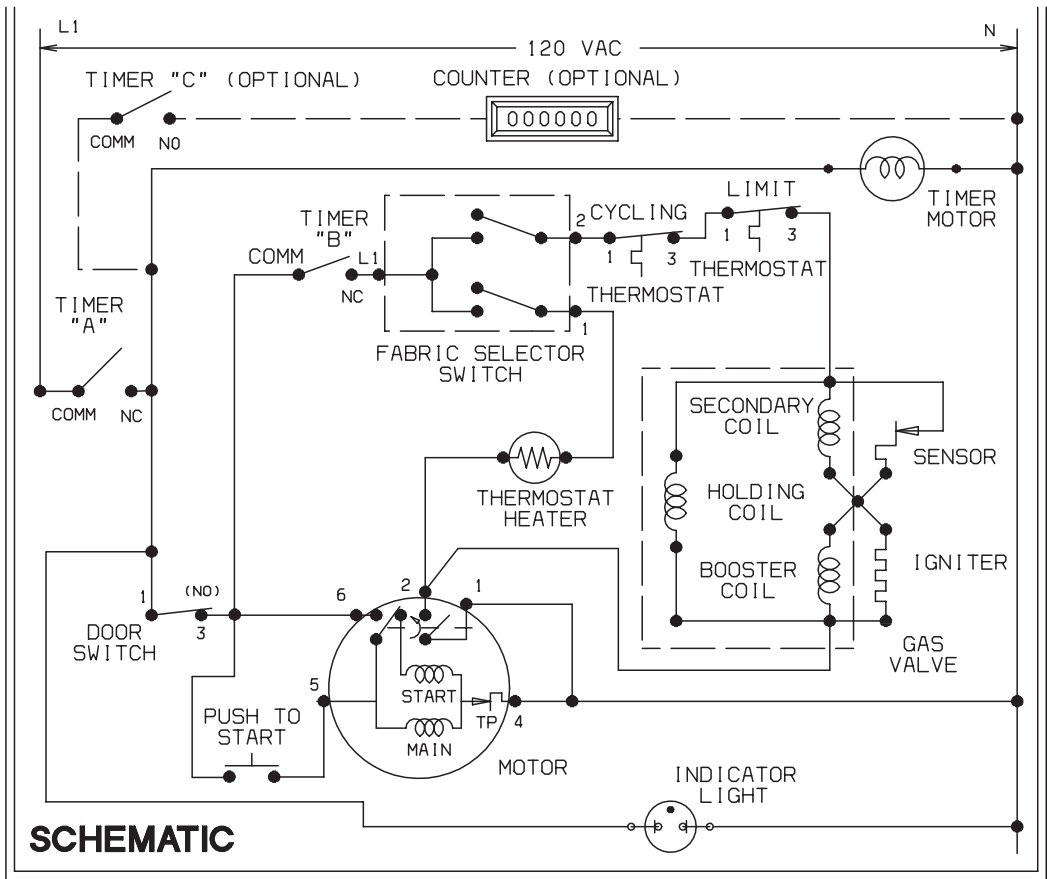 L1
N
120 VAC
TIMER "C" (OPTIONAL)
COUNTER (OPTIONAL)
000000
COMM
NO
TIMER
MOTOR
LIMIT
1
3
THERMOSTAT
TIMER
"B"
COMM
L1
NC
2
CYCLING
1
3
THERMOSTAT
1
FABRIC SELECTOR
SWITCH
TIMER
"A"
COMM
NC
SECONDARY
COIL
SENSOR
HOLDING
COIL
THERMOSTAT
HEATER
BOOSTER
COIL
IGNITER
GAS
VALVE
1
(NO)
3
DOOR
SWITCH
6
2
1
5
START
TP
4
MAIN
MOTOR
PUSH TO
START
INDICATOR
LIGHT
SCHEMATIC